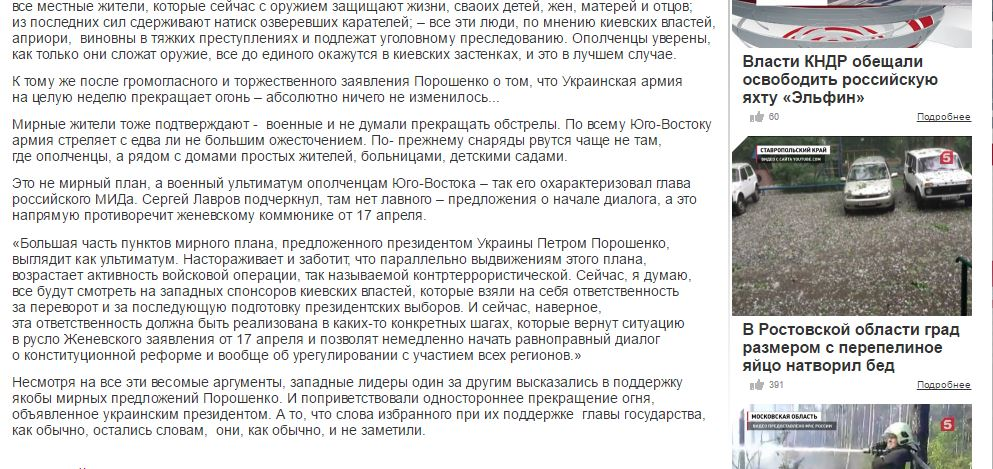 все местные жители, которые сейчас с оружием защищают жизни, сваоих детей, жен, матерей и отцов;
из последних сил сдерживают натиск озверевших карателей; – все эти люди, по мнению киевских властей,
априори,  виновны в тяжких преступлениях и подлежат уголовному преследованию. Ополченцы уверены,
как только они сложат оружие, все до единого окажутся в киевских застенках, и это в лучшем случае.
К тому же после громогласного и торжественного заявления Порошенко о том, что Украинская армия
на целую неделю прекращает огонь – абсолютно ничего не изменилось...
Мирные жители тоже подтверждают -  военные и не думали прекращать обстрелы. По всему Юго-Востоку
армия стреляет с едва ли не большим ожесточением. По- прежнему снаряды рвутся чаще не там,
где ополченцы, а рядом с домами простых жителей, больницами, детскими садами.
Это не мирный план, а военный ультиматум ополченцам Юго-Востока – так его охарактеризовал глава
российского МИДа. Сергей Лавров подчеркнул, там нет лавного – предложения о начале диалога, а это
напрямую противоречит женевскому коммюнике от 17 апреля.
«Большая часть пунктов мирного плана, предложенного президентом Украины Петром Порошенко,
выглядит как ультиматум. Настораживает и заботит, что параллельно выдвижениям этого плана,
возрастает активность войсковой операции, так называемой контртеррористической. Сейчас, я думаю,
все будут смотреть на западных спонсоров киевских властей, которые взяли на себя ответственность
за переворот и за последующую подготовку президентских выборов. И сейчас, наверное,
эта ответственность должна быть реализована в каких-то конкретных шагах, которые вернут ситуацию
в русло Женевского заявления от 17 апреля и позволят немедленно начать равноправный диалог
о конституционной реформе и вообще об урегулировании с участием всех регионов.»
Несмотря на все эти весомые аргументы, западные лидеры один за другим высказались в поддержку
якобы мирных предложений Порошенко. И поприветствовали одностороннее прекращение огня,
объявленное украинским президентом. А то, что слова избранного при их поддержке  главы государства,
как обычно, остались словам,  они, как обычно, и не заметили.
Власти КНДР обещали
освободить российскую
яхту «Эльфин»
60 Подробнее
СТАВРОПОЛЬСКИЙ КРАЙ
ВИДЕО С САЙТА YOUTUBE.COM
5
В Ростовской области град
размером с перепелиное
яйцо натворил бед
391 Подробнее
МОСКОВСКАЯ ОБЛАСТЬ
ВИДЕО ПРЕДОСТАВЛЕНО МЧС РОССИИ
5